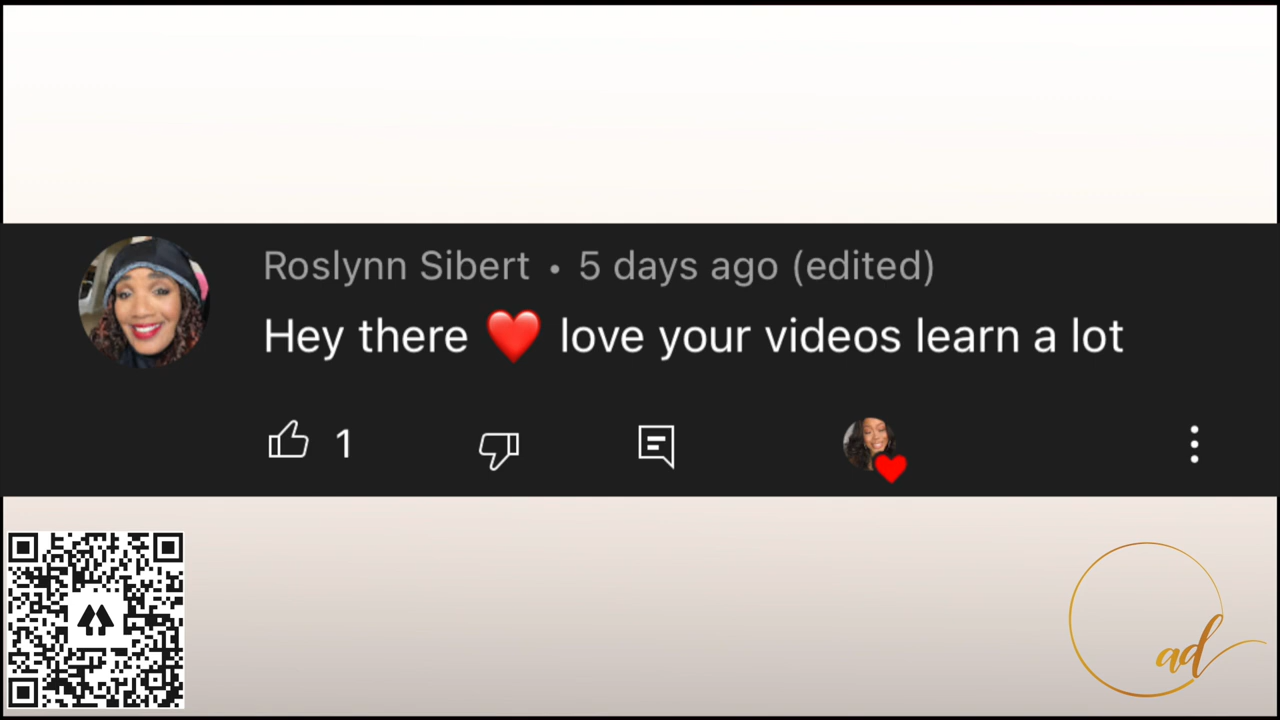 Roslynn Sibert • 5 days ago (edited)
Hey there ❤️ love your videos learn a lot
1
ad